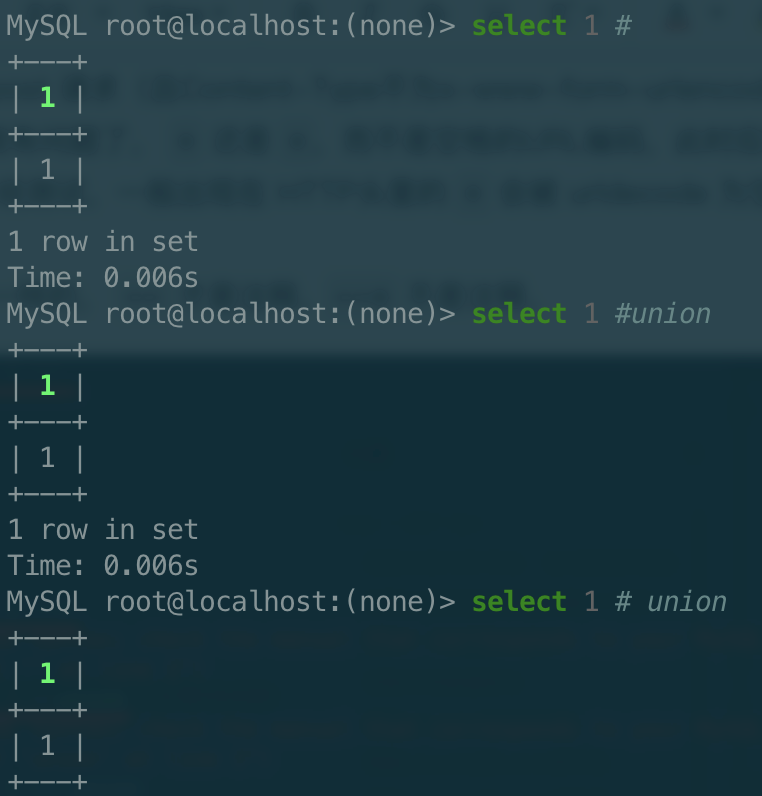 MySQL root@localhost:(none)> select 1 #
+---+
| 1 |
+---+
| 1 |
+---+
1 row in set
Time: 0.006s
MySQL root@localhost:(none)> select 1 #union
+---+
| 1 |
+---+
| 1 |
+---+
1 row in set
Time: 0.006s
MySQL root@localhost:(none)> select 1 # union
+---+
| 1 |
+---+
| 1 |
+---+